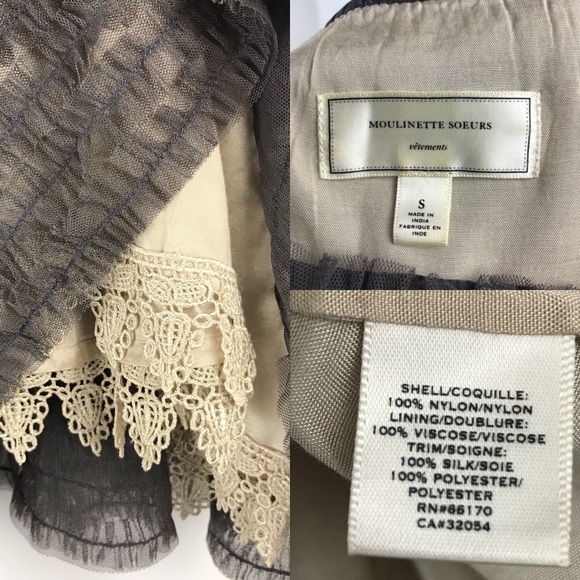 MOULINETTE SOEURS
vêtements
S
MADE IN
INDIA
FABRIQUE EN
INDE
SHELL/COQUILLE:
100% NYLON/NYLON
LINING/DOUBLURE:
100% VISCOSE/VISCOSE
TRIM/SOIGNE:
100% SILK/SOIE
100% POLYESTER/
POLYESTER
RN#66170
CA#32054